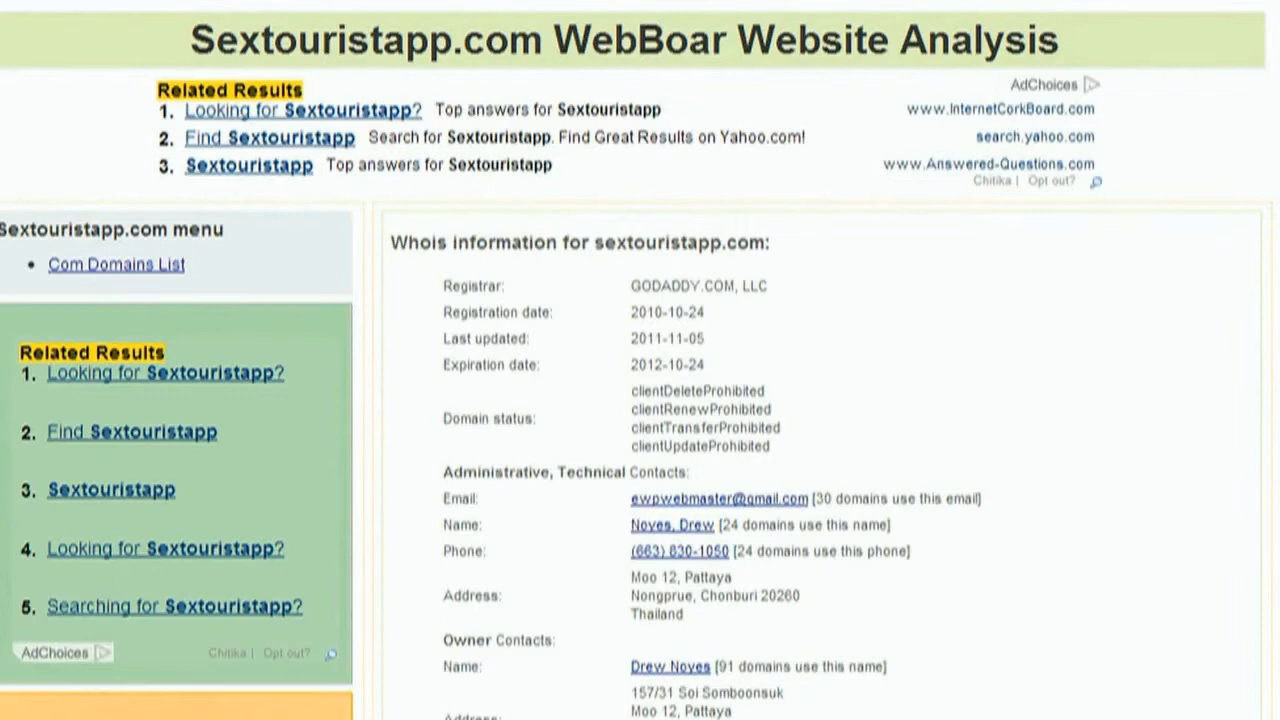 Sextouristapp.com WebBoar Website Analysis
AdChoices
Related Results
1. Looking for Sextouristapp? Top answers for Sextouristapp www.InternetCorkBoard.com
2. Find Sextouristapp Search for Sextouristapp. Find Great Results on Yahoo.com! search.yahoo.com
3. Sextouristapp Top answers for Sextouristapp www.Answered-Questions.com
Chitika | Opt out?
Sextouristapp.com menu
• Com Domains List
Related Results
1. Looking for Sextouristapp?
2. Find Sextouristapp
3. Sextouristapp
4. Looking for Sextouristapp?
5. Searching for Sextouristapp?
AdChoices Chitika | Opt out?
Whois information for sextouristapp.com:
Registrar: GODADDY.COM, LLC
Registration date: 2010-10-24
Last updated: 2011-11-05
Expiration date: 2012-10-24
Domain status: clientDeleteProhibited
clientRenewProhibited
clientTransferProhibited
clientUpdateProhibited
Administrative, Technical Contacts:
Email: ewpwebmaster@gmail.com [30 domains use this email]
Name: Noyes, Drew [24 domains use this name]
Phone: (663) 630-1050 [24 domains use this phone]
Address: Moo 12, Pattaya
Nongprue, Chonburi 20260
Thailand
Owner Contacts:
Name: Drew Noyes [91 domains use this name]
157/31 Soi Somboonsuk
Address: Moo 12, Pattaya